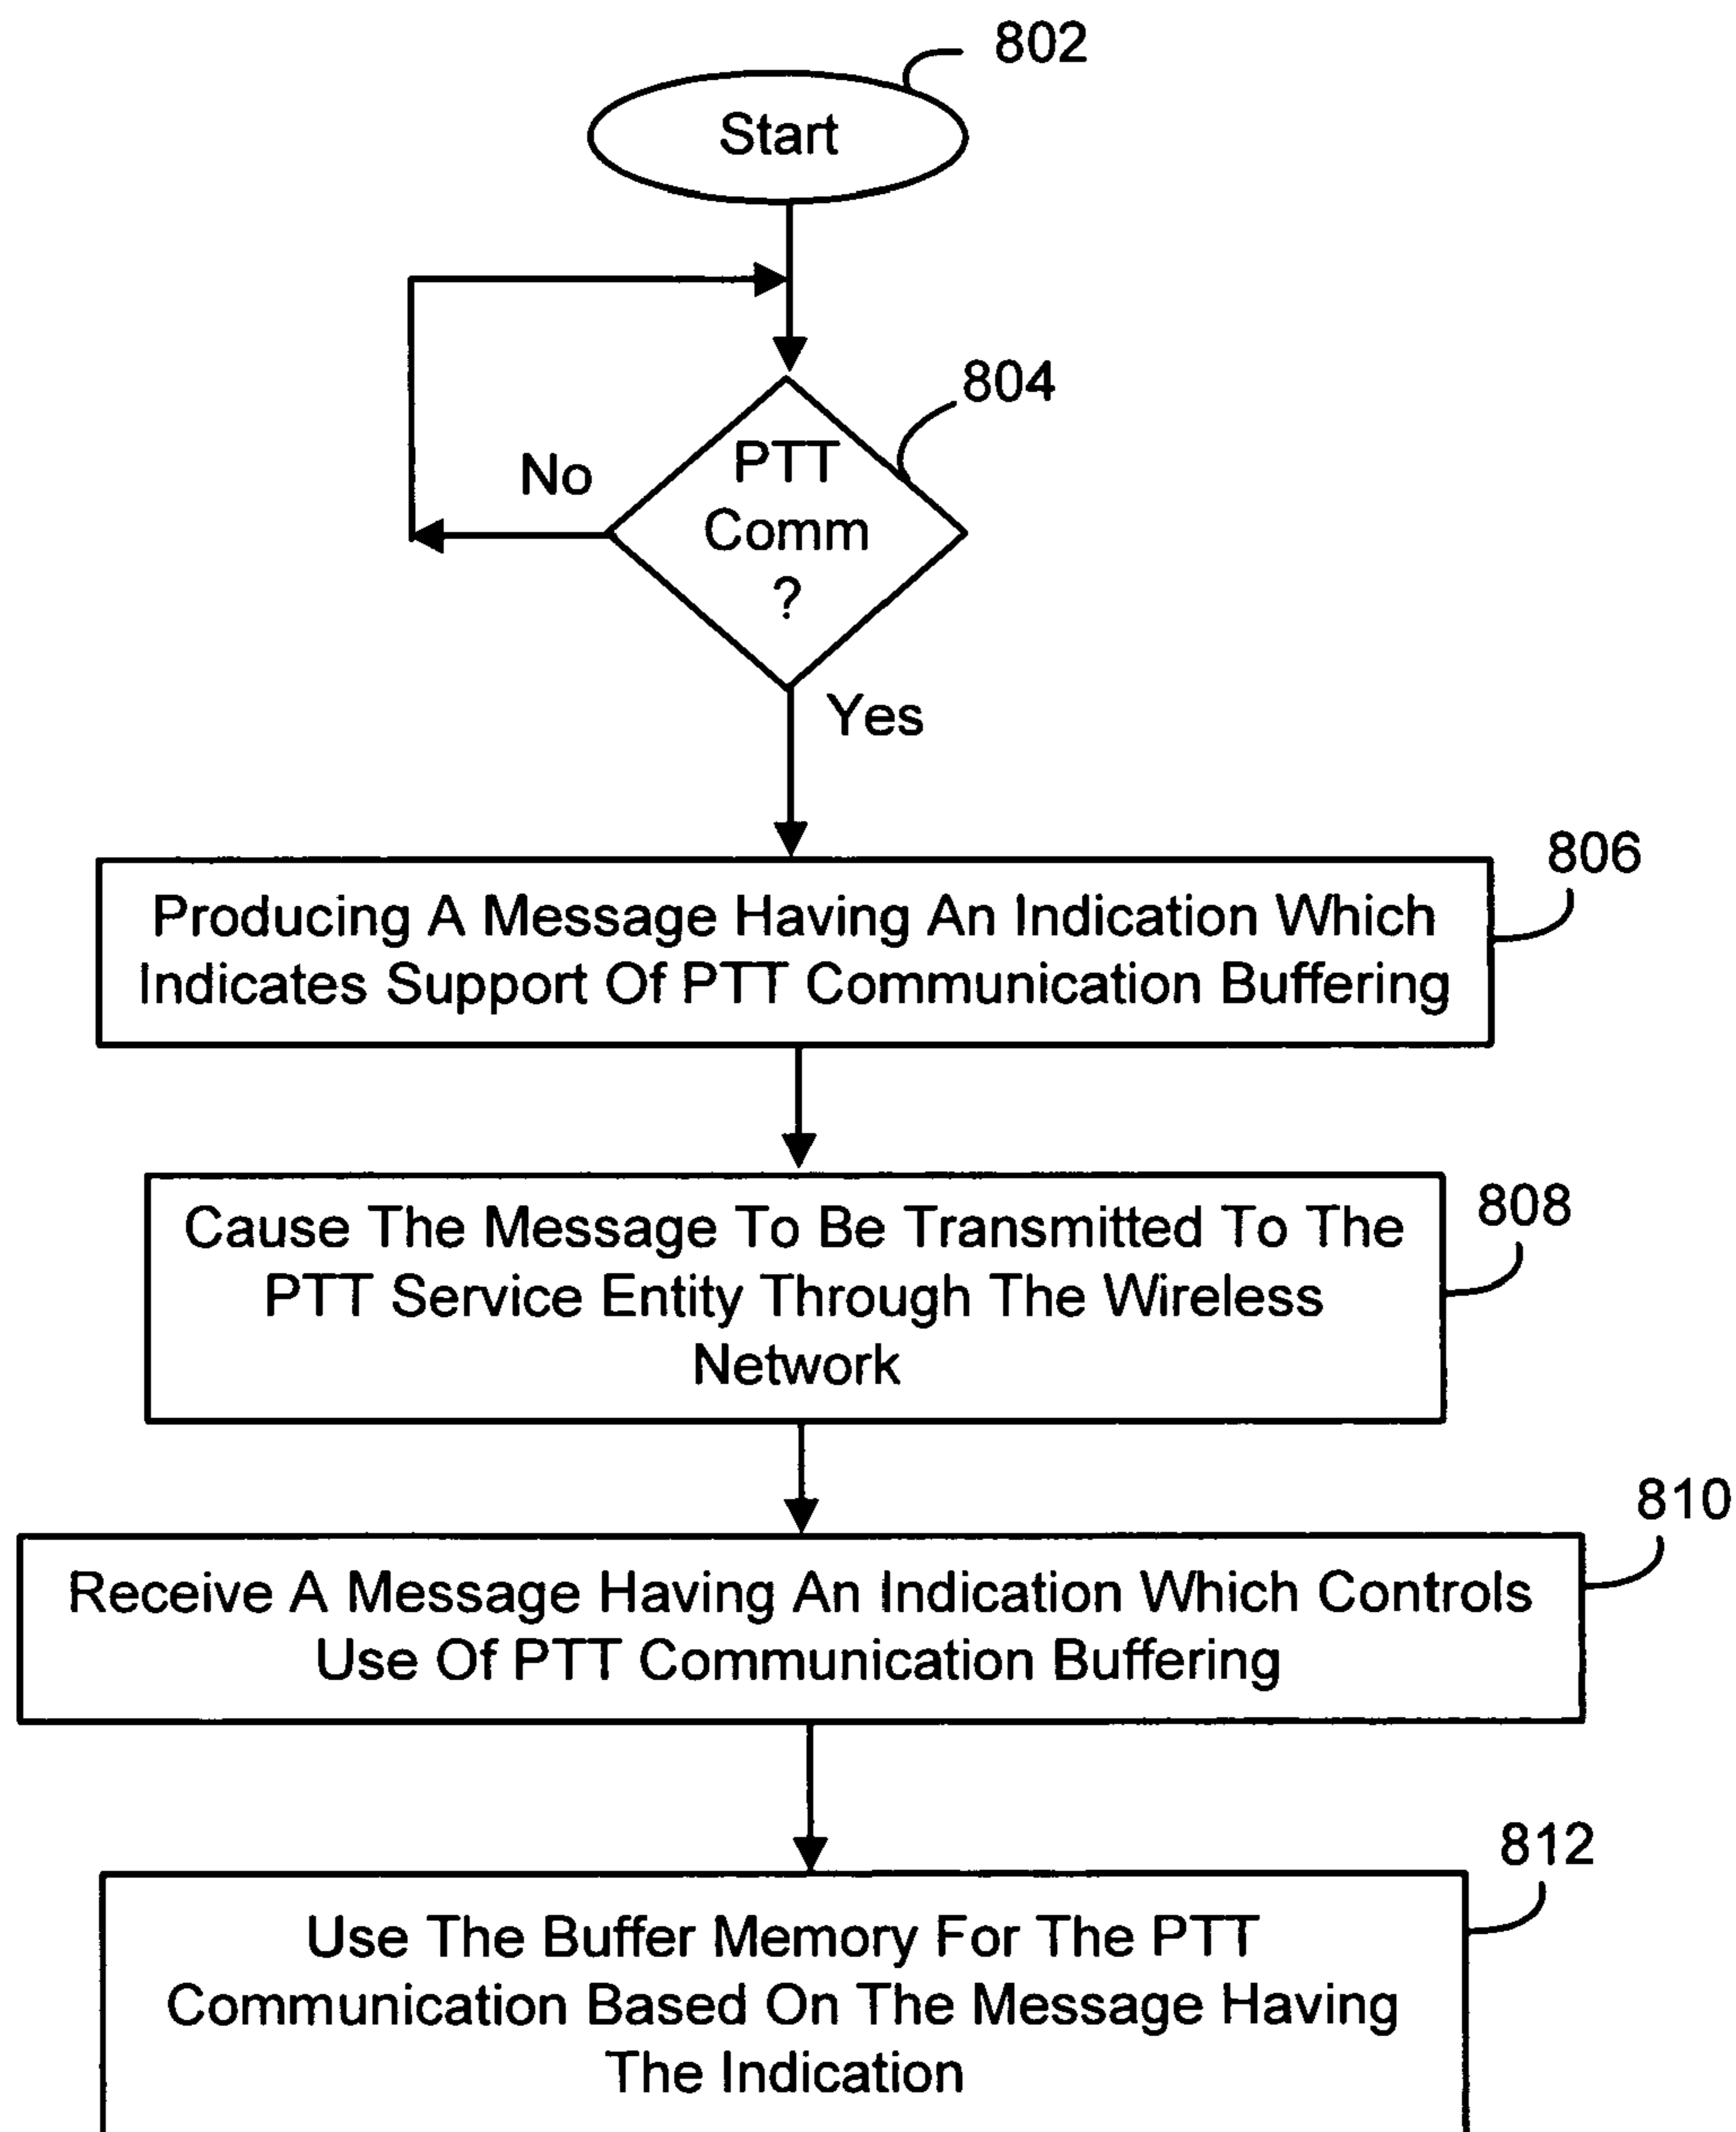 802
Start
804
PTT
Comm
?
No
Yes
806
Producing A Message Having An Indication Which
Indicates Support Of PTT Communication Buffering
808
Cause The Message To Be Transmitted To The
PTT Service Entity Through The Wireless
Network
810
Receive A Message Having An Indication Which Controls
Use Of PTT Communication Buffering
812
Use The Buffer Memory For The PTT
Communication Based On The Message Having
The Indication